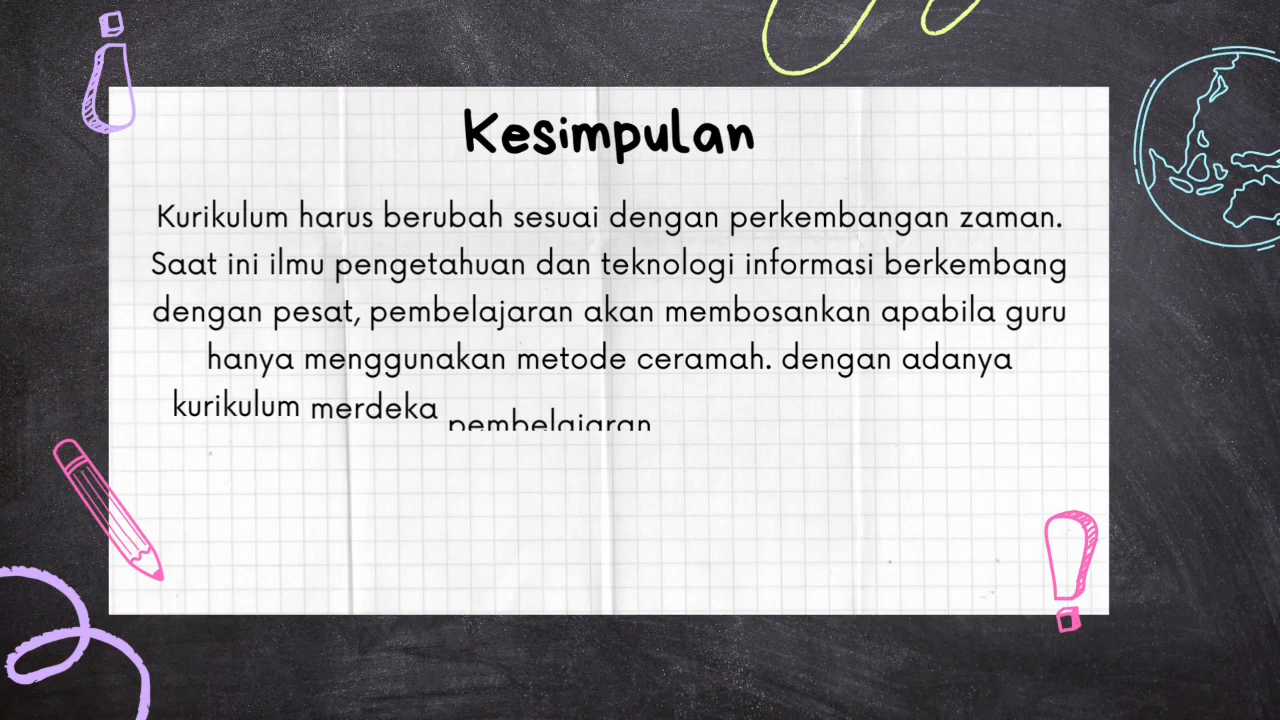 Kesimpulan
Kurikulum harus berubah sesuai dengan perkembangan zaman.
Saat ini ilmu pengetahuan dan teknologi informasi berkembang
dengan pesat, pembelajaran akan membosankan apabila guru
hanya menggunakan metode ceramah. dengan adanya
kurikulum merdeka pembelajaran